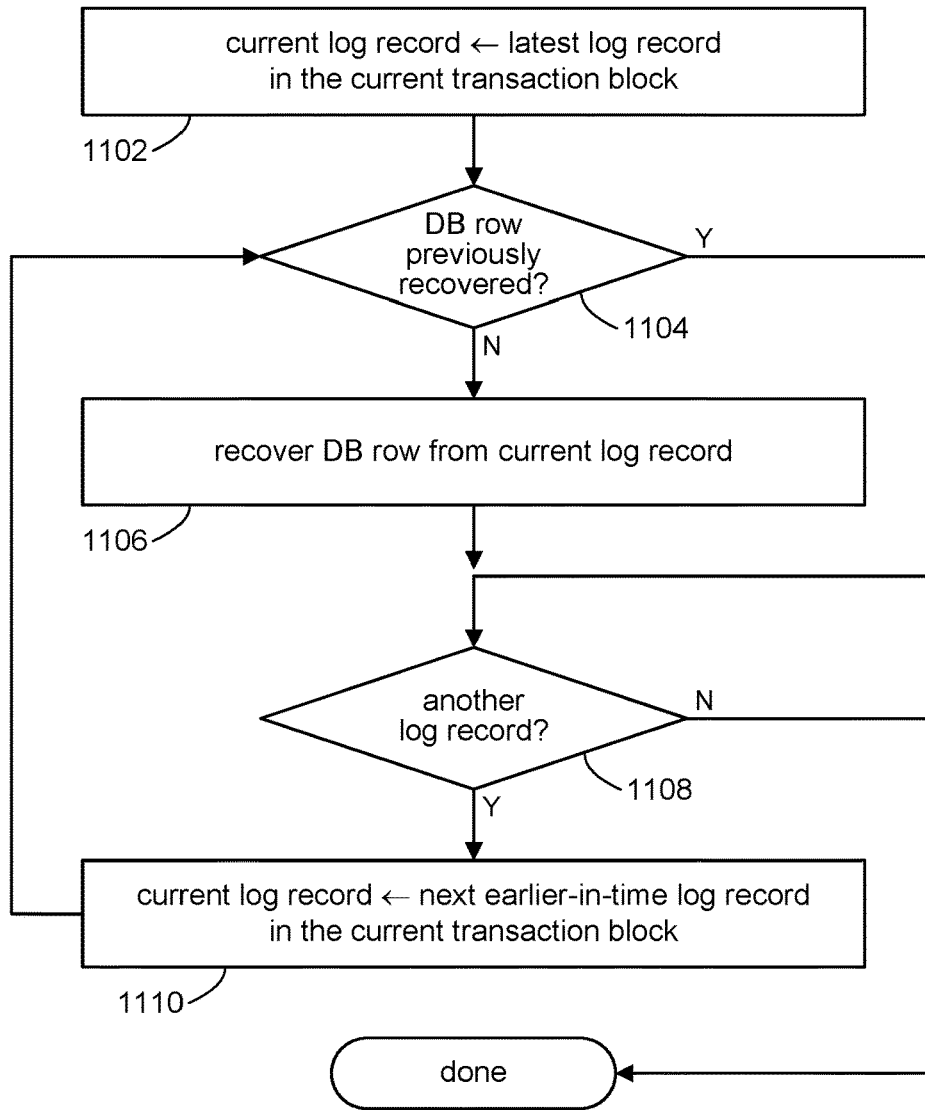 current log record ← latest log record
in the current transaction block
1102
DB row
previously
recovered?
Y
1104
N
recover DB row from current log record
1106
another
log record?
N
1108
Y
current log record ← next earlier-in-time log record
in the current transaction block
1110
done